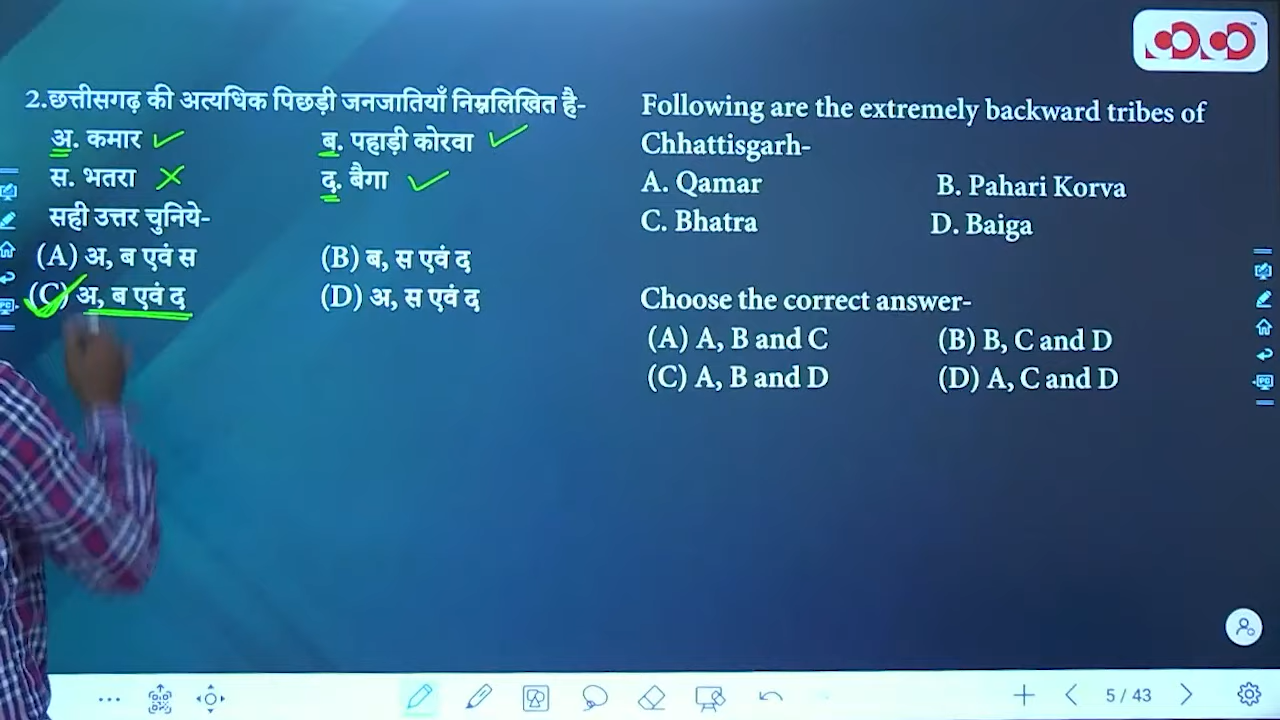 2.छत्तीसगढ़ की अत्यधिक पिछड़ी जनजातियाँ निम्नलिखित है-
अ. कमार
ब. पहाड़ी कोरवा
स. भतरा
द. बैगा
सही उत्तर चुनिये-
(A) अ, ब एवं स
(B) ब, स एवं द
(C) अ, ब एवं द
(D) अ, स एवं द
Following are the extremely backward tribes of
Chhattisgarh-
A. Qamar
B. Pahari Korva
C. Bhatra
D. Baiga
Choose the correct answer-
(A) A, B and C
(B) B, C and D
(C) A, B and D
(D) A, C and D
5 / 43